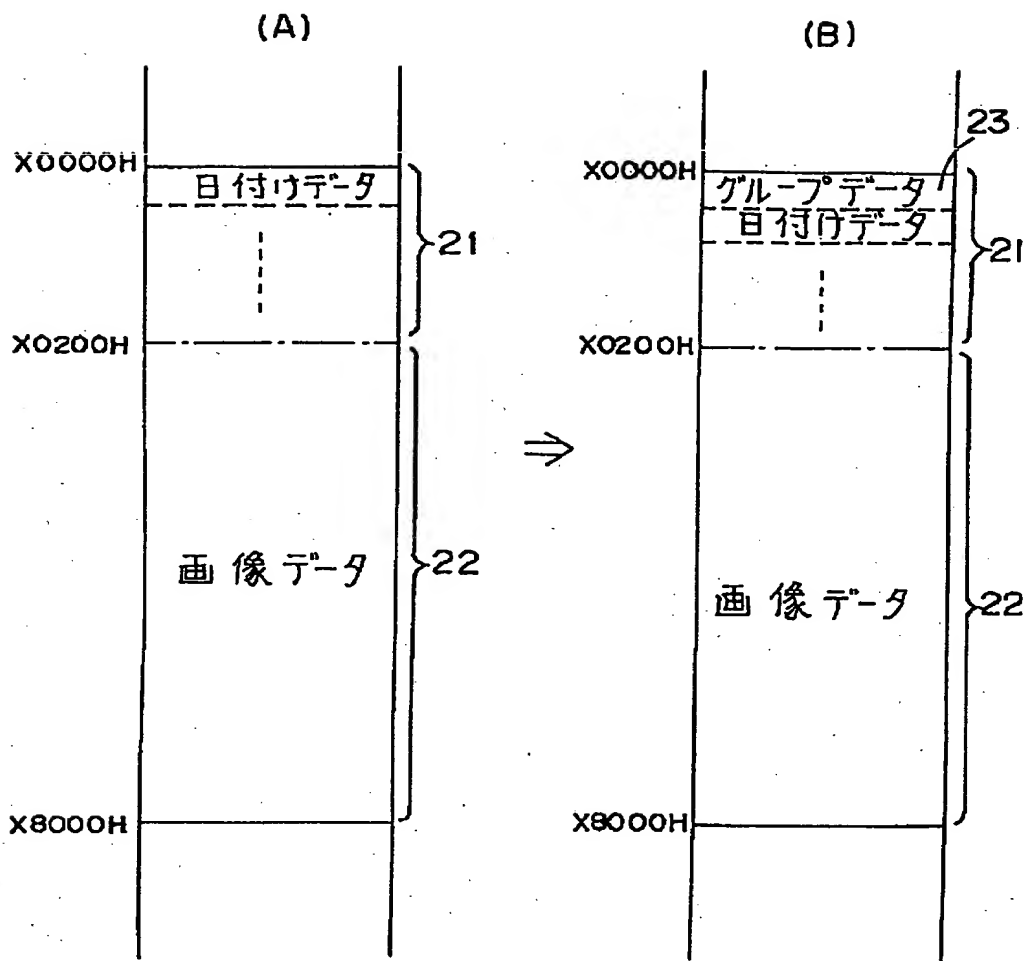 (A)
X0000H
日付けデータ
21
X0200H
画像データ
22
X8000H
(B)
23
X0000H
グループデータ
日付けデータ
21
X0200H
画像データ
22
X8000H